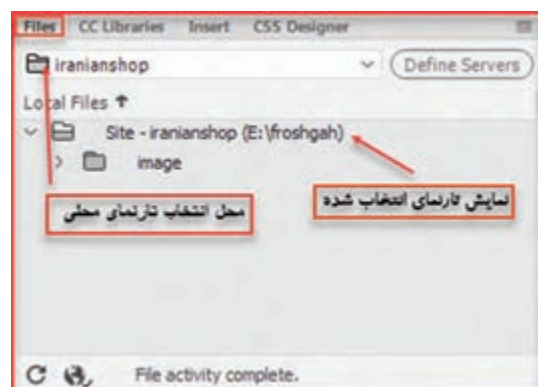 Files CC Libraries Insert CSS Designer
iranianshop Define Servers
Local Files ↑
Site - iranianshop (E:\froshgah)
image
نمایش تارنمای انتخاب شده
محل انتخاب تارنمای محلی
File activity complete.